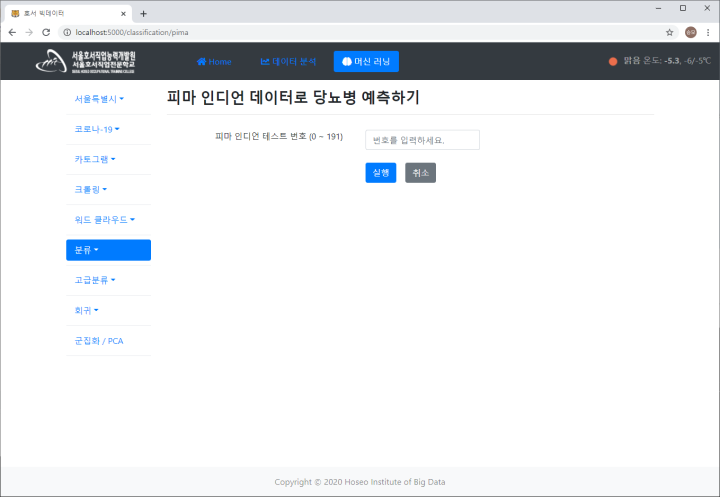 호서 빅데이터
localhost:5000/classification/pima
서울호서직업능력개발원
서울호서직업전문학교
SEOUL HOSEO OCCUPATIONAL TRAINING COLLEGE
Home
데이터 분석
머신 러닝
맑음 온도: -5.3, -6/-5℃
서울특별시
코로나-19
카토그램
크롤링
워드 클라우드
분류
고급분류
회귀
군집화 / PCA
피마 인디언 데이터로 당뇨병 예측하기
피마 인디언 테스트 번호 (0 ~ 191)
번호를 입력하세요.
실행
취소
Copyright © 2020 Hoseo Institute of Big Data